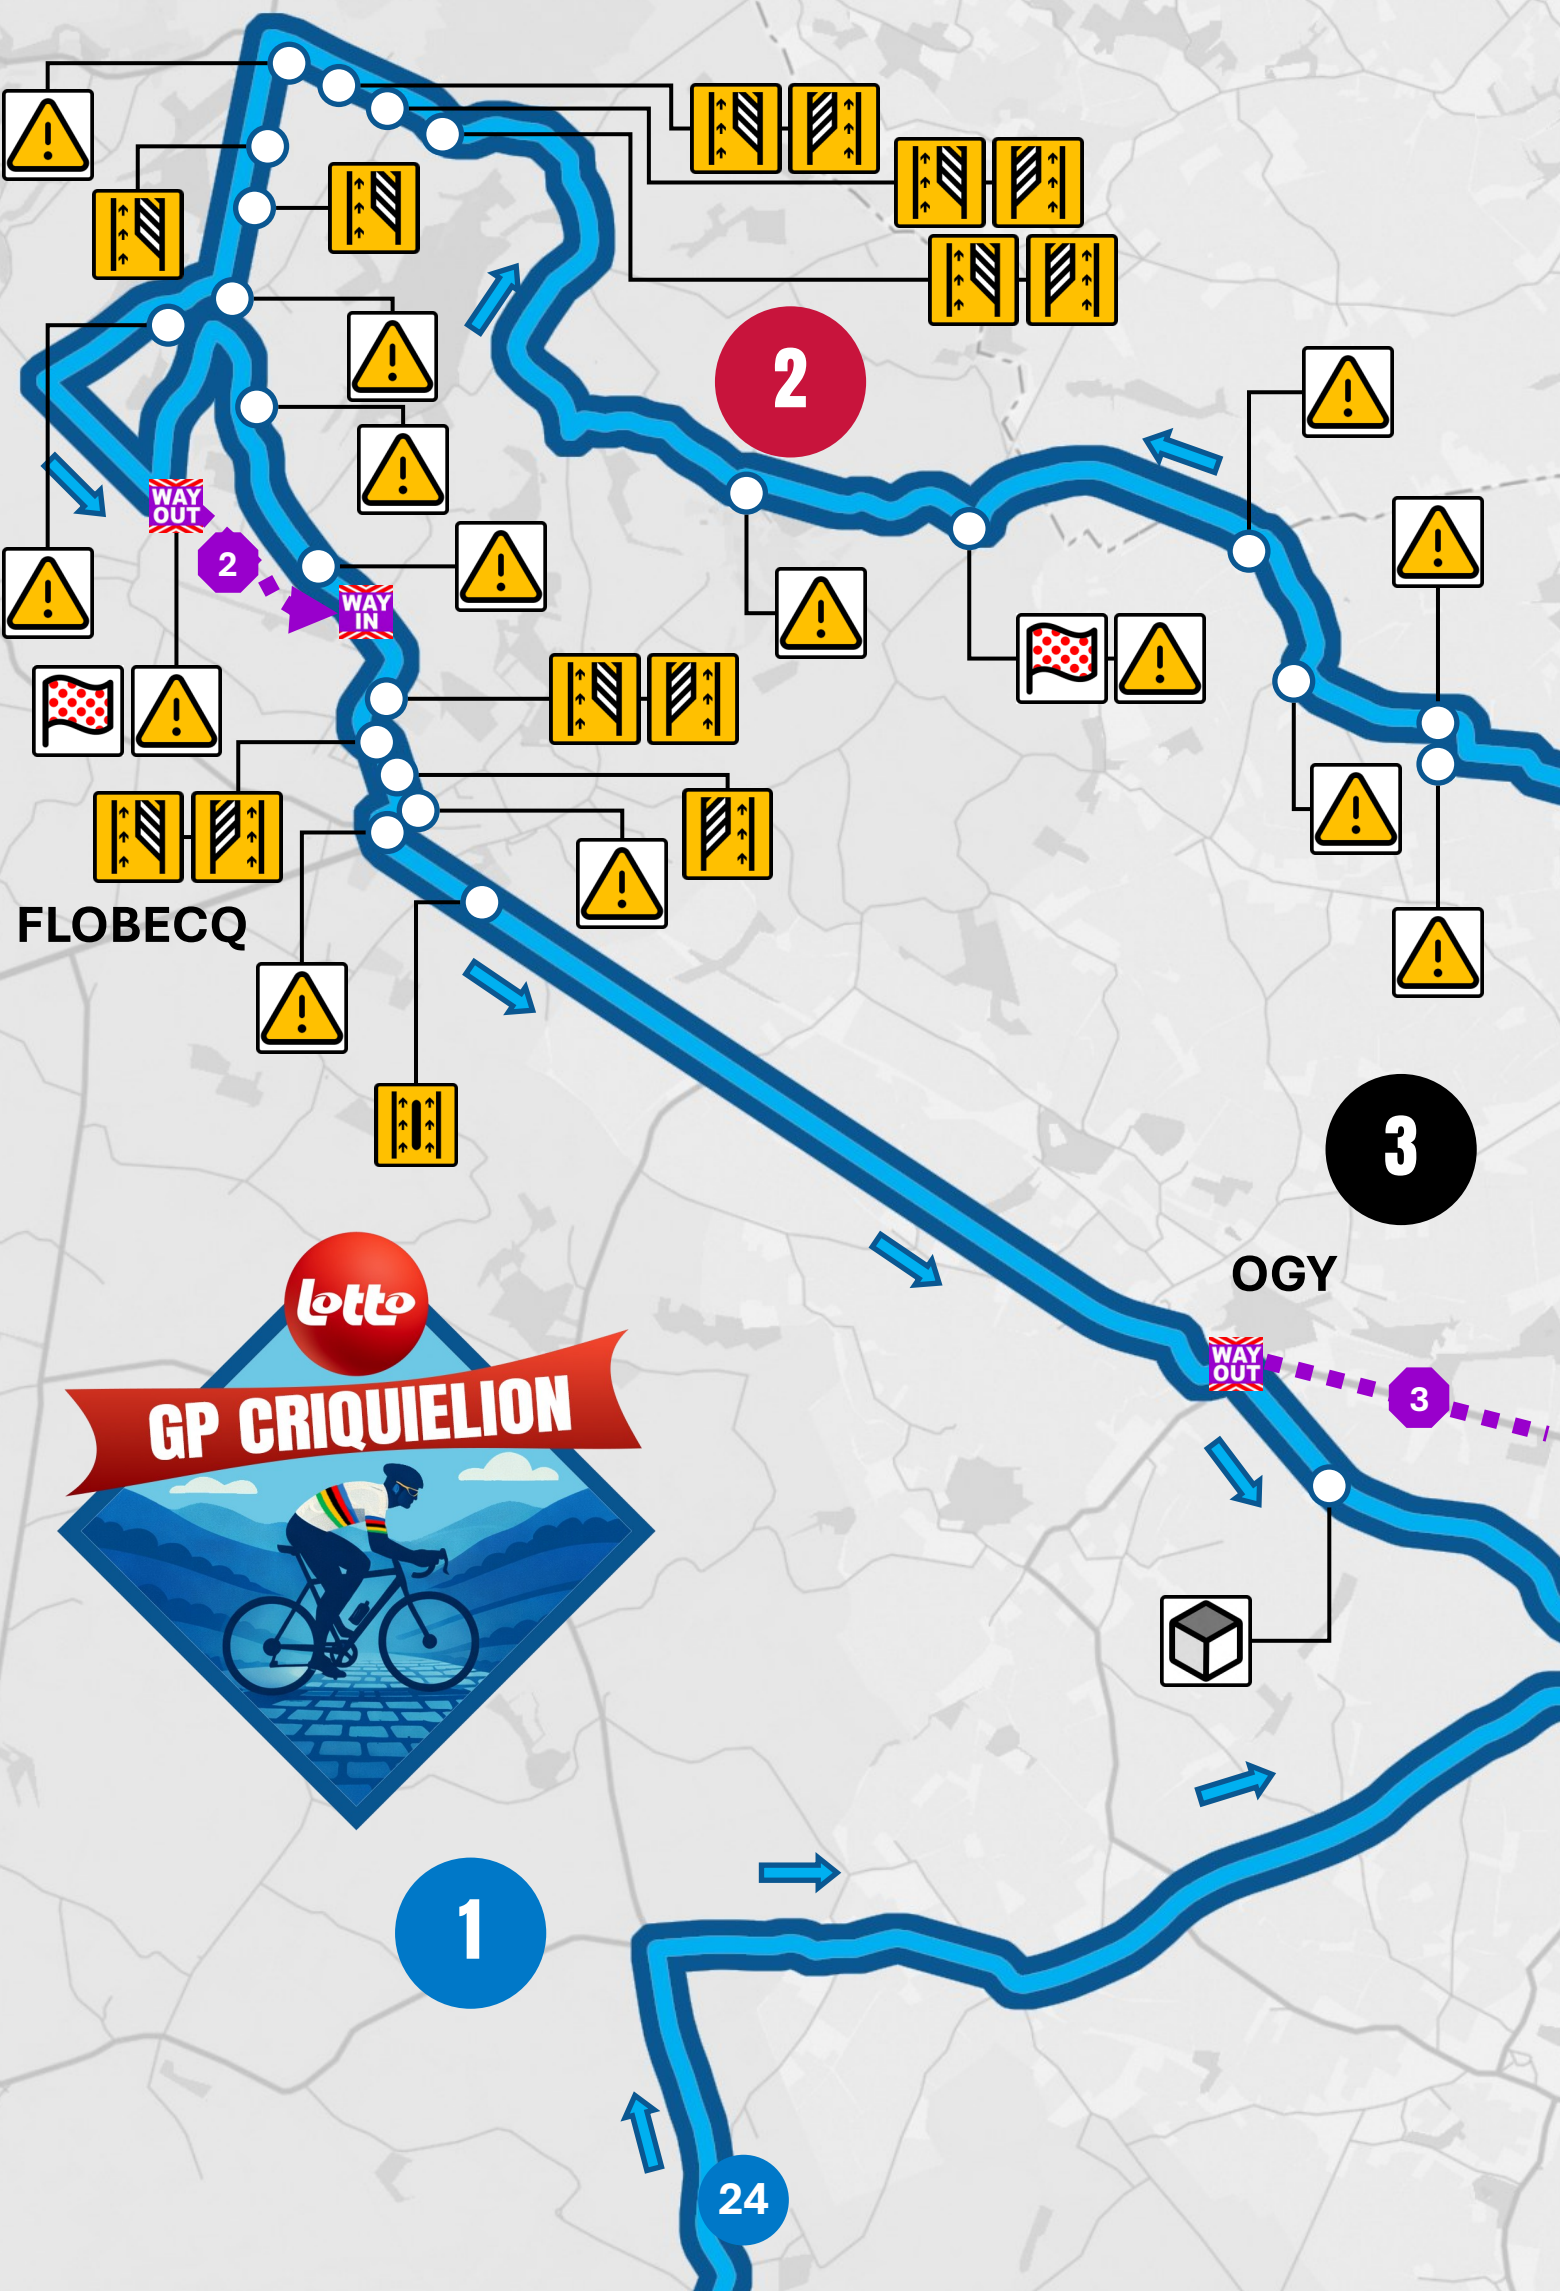 2
WAY
OUT
2
WAY
IN
FLOBECQ
3
OGY
WAY
OUT
3
lotto
GP CRIQUIELION
1
24